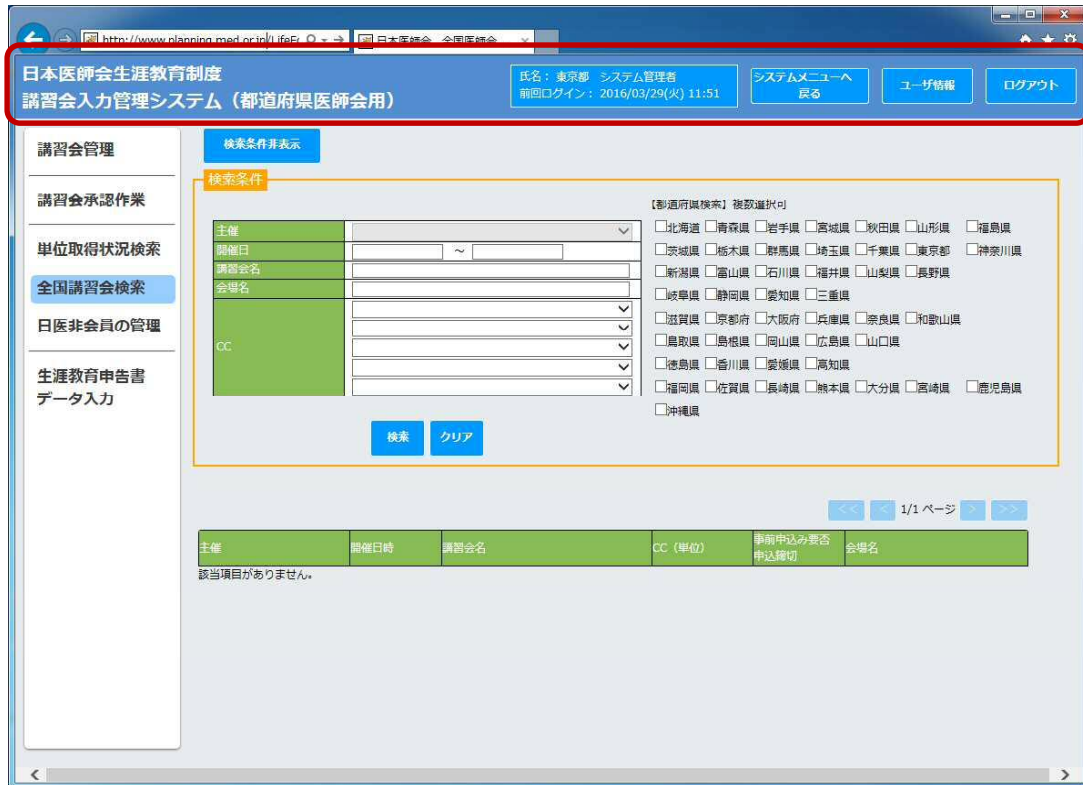 http://www.planning.med.or.jp/LifeEr
日本医師会 全国医師会...
日本医師会生涯教育制度
講習会入力管理システム(都道府県医師会用)
氏名: 東京都 システム管理者
前回ログイン: 2016/03/29(火) 11:51
システムメニューへ
戻る
ユーザ情報
ログアウト
講習会管理
講習会承認作業
単位取得状況検索
全国講習会検索
日医非会員の管理
生涯教育申告書
データ入力
検索条件非表示
検索条件
主催
開催日 ~
講習会名
会場名
CC
【都道府県検索】複数選択可
北海道 青森県 岩手県 宮城県 秋田県 山形県 福島県
茨城県 栃木県 群馬県 埼玉県 千葉県 東京都 神奈川県
新潟県 富山県 石川県 福井県 山梨県 長野県
岐阜県 静岡県 愛知県 三重県
滋賀県 京都府 大阪府 兵庫県 奈良県 和歌山県
鳥取県 島根県 岡山県 広島県 山口県
徳島県 香川県 愛媛県 高知県
福岡県 佐賀県 長崎県 熊本県 大分県 宮崎県 鹿児島県
沖縄県
検索 クリア
<< < 1/1 ページ > >>
主催 開催日時 講習会名 CC(単位) 事前申込み要否 会場名
申込締切
該当項目がありません。